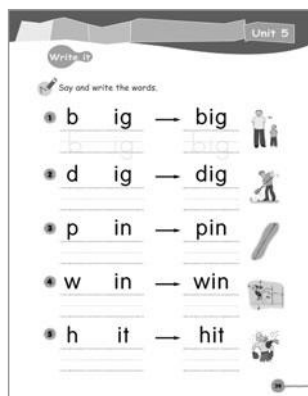 Unit 5
Write it
Say and write the words.
1 b ig → big
b ig big
2 d ig → dig
3 p in → pin
4 w in → win
5 h it → hit